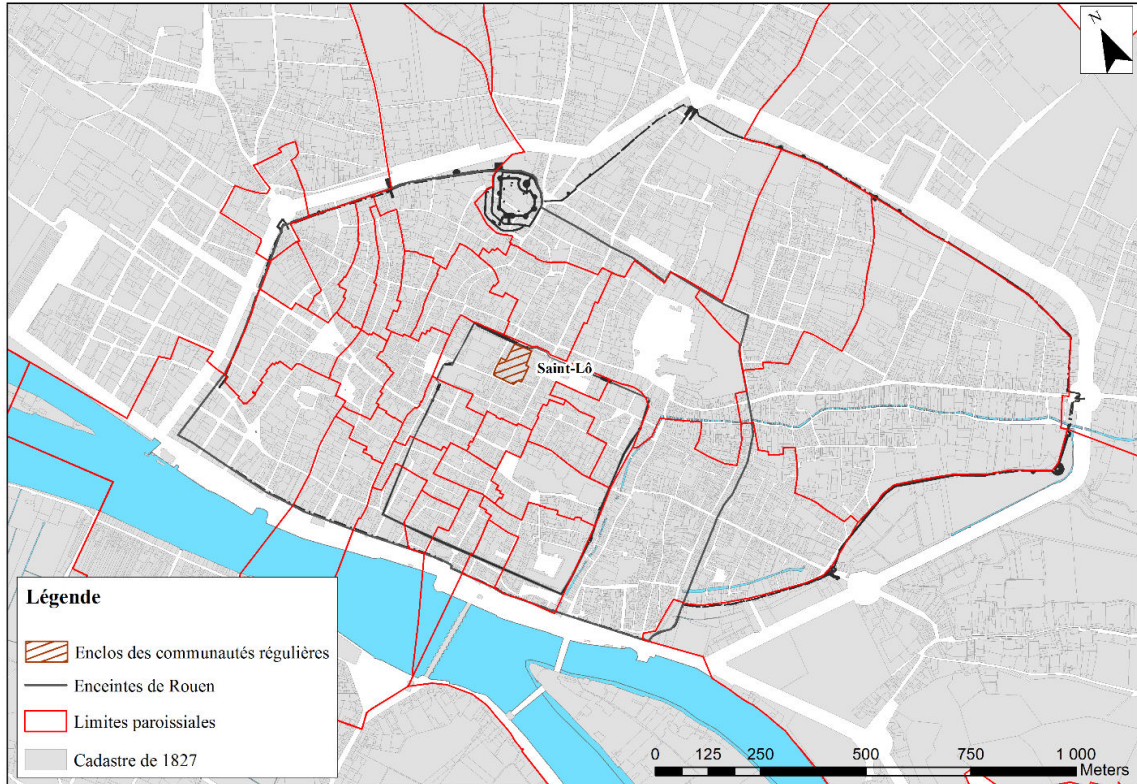 N
Saint-Lô
Légende
Enclos des communautés régulières
Enceintes de Rouen
Limites paroissiales
Cadastre de 1827
0 125 250 500 750 1 000
Meters